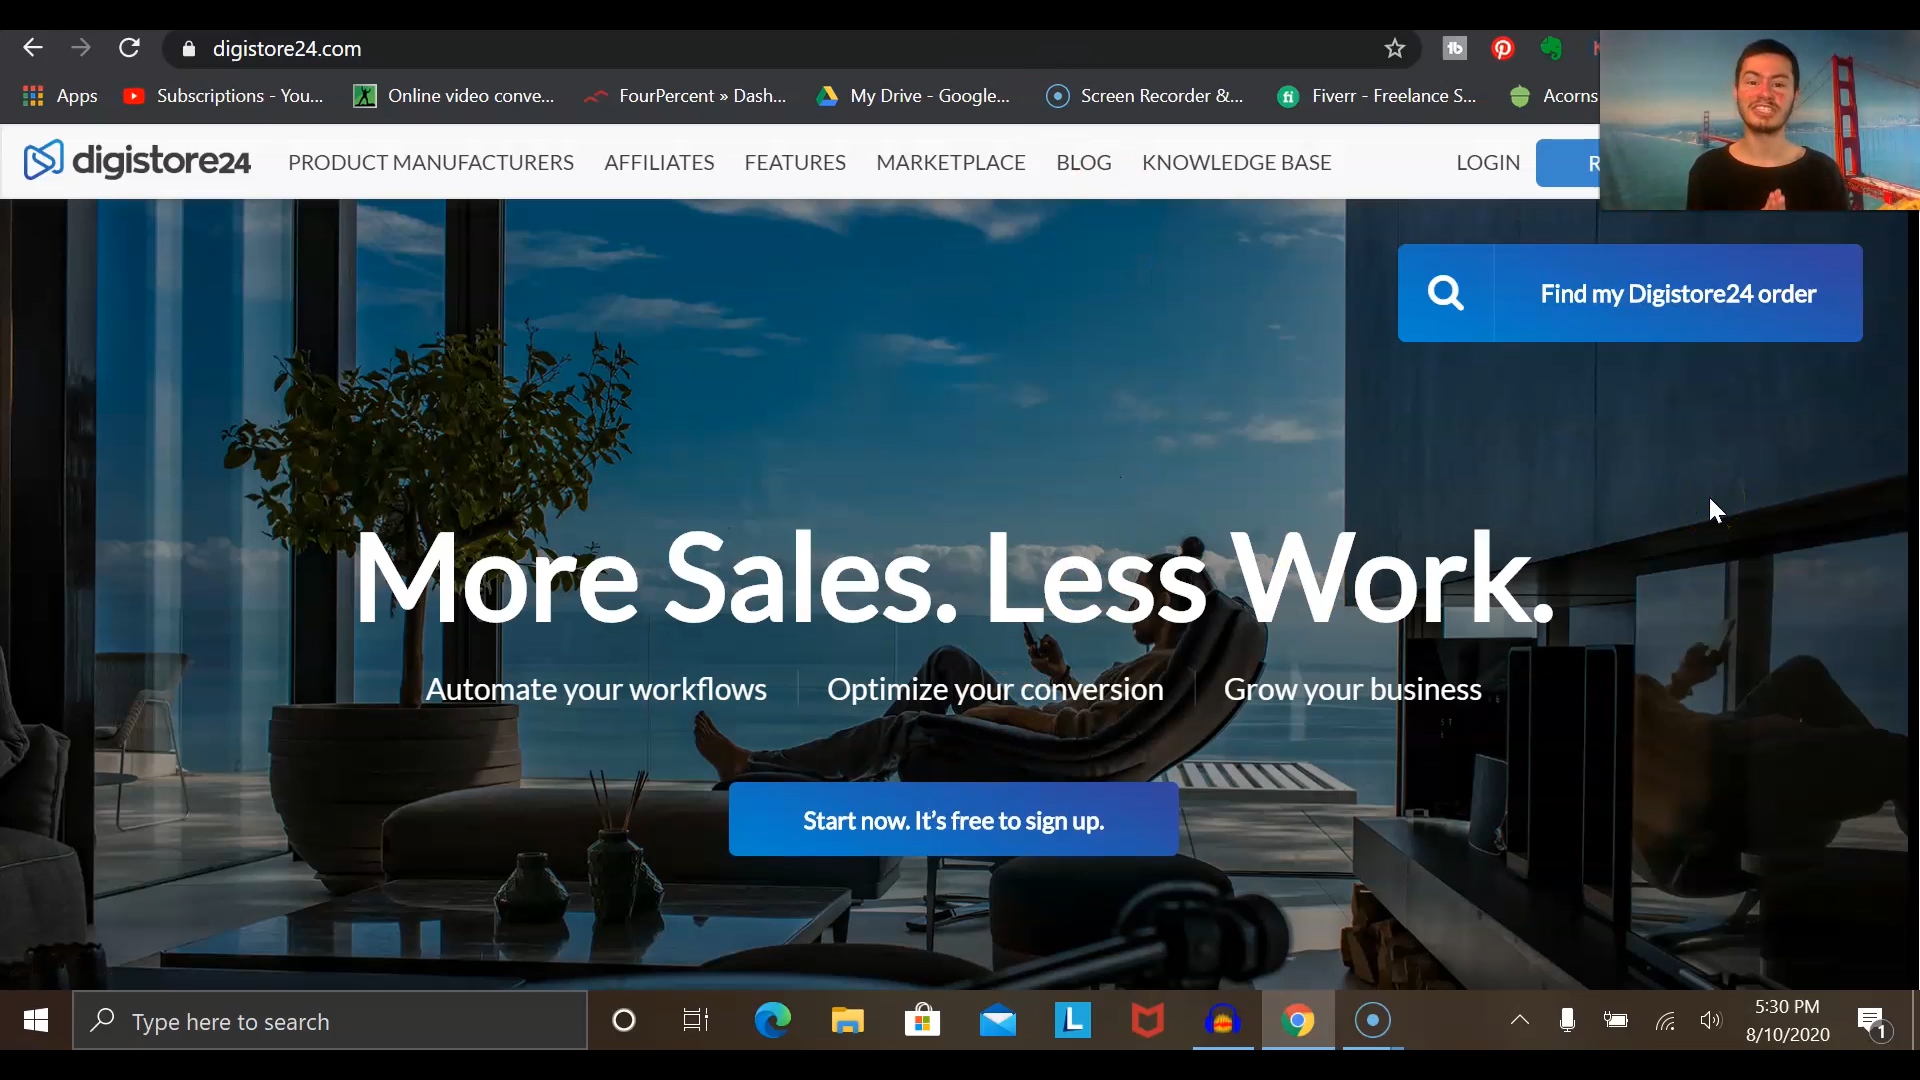 digistore24.com
Apps Subscriptions - You... Online video conve... FourPercent » Dash... My Drive - Google... Screen Recorder &... Fiverr - Freelance S... Acorns
digistore24 PRODUCT MANUFACTURERS AFFILIATES FEATURES MARKETPLACE BLOG KNOWLEDGE BASE LOGIN R
Find my Digistore24 order
More Sales. Less Work.
Automate your workflows Optimize your conversion Grow your business
Start now. It's free to sign up.
Type here to search
5:30 PM
8/10/2020
1